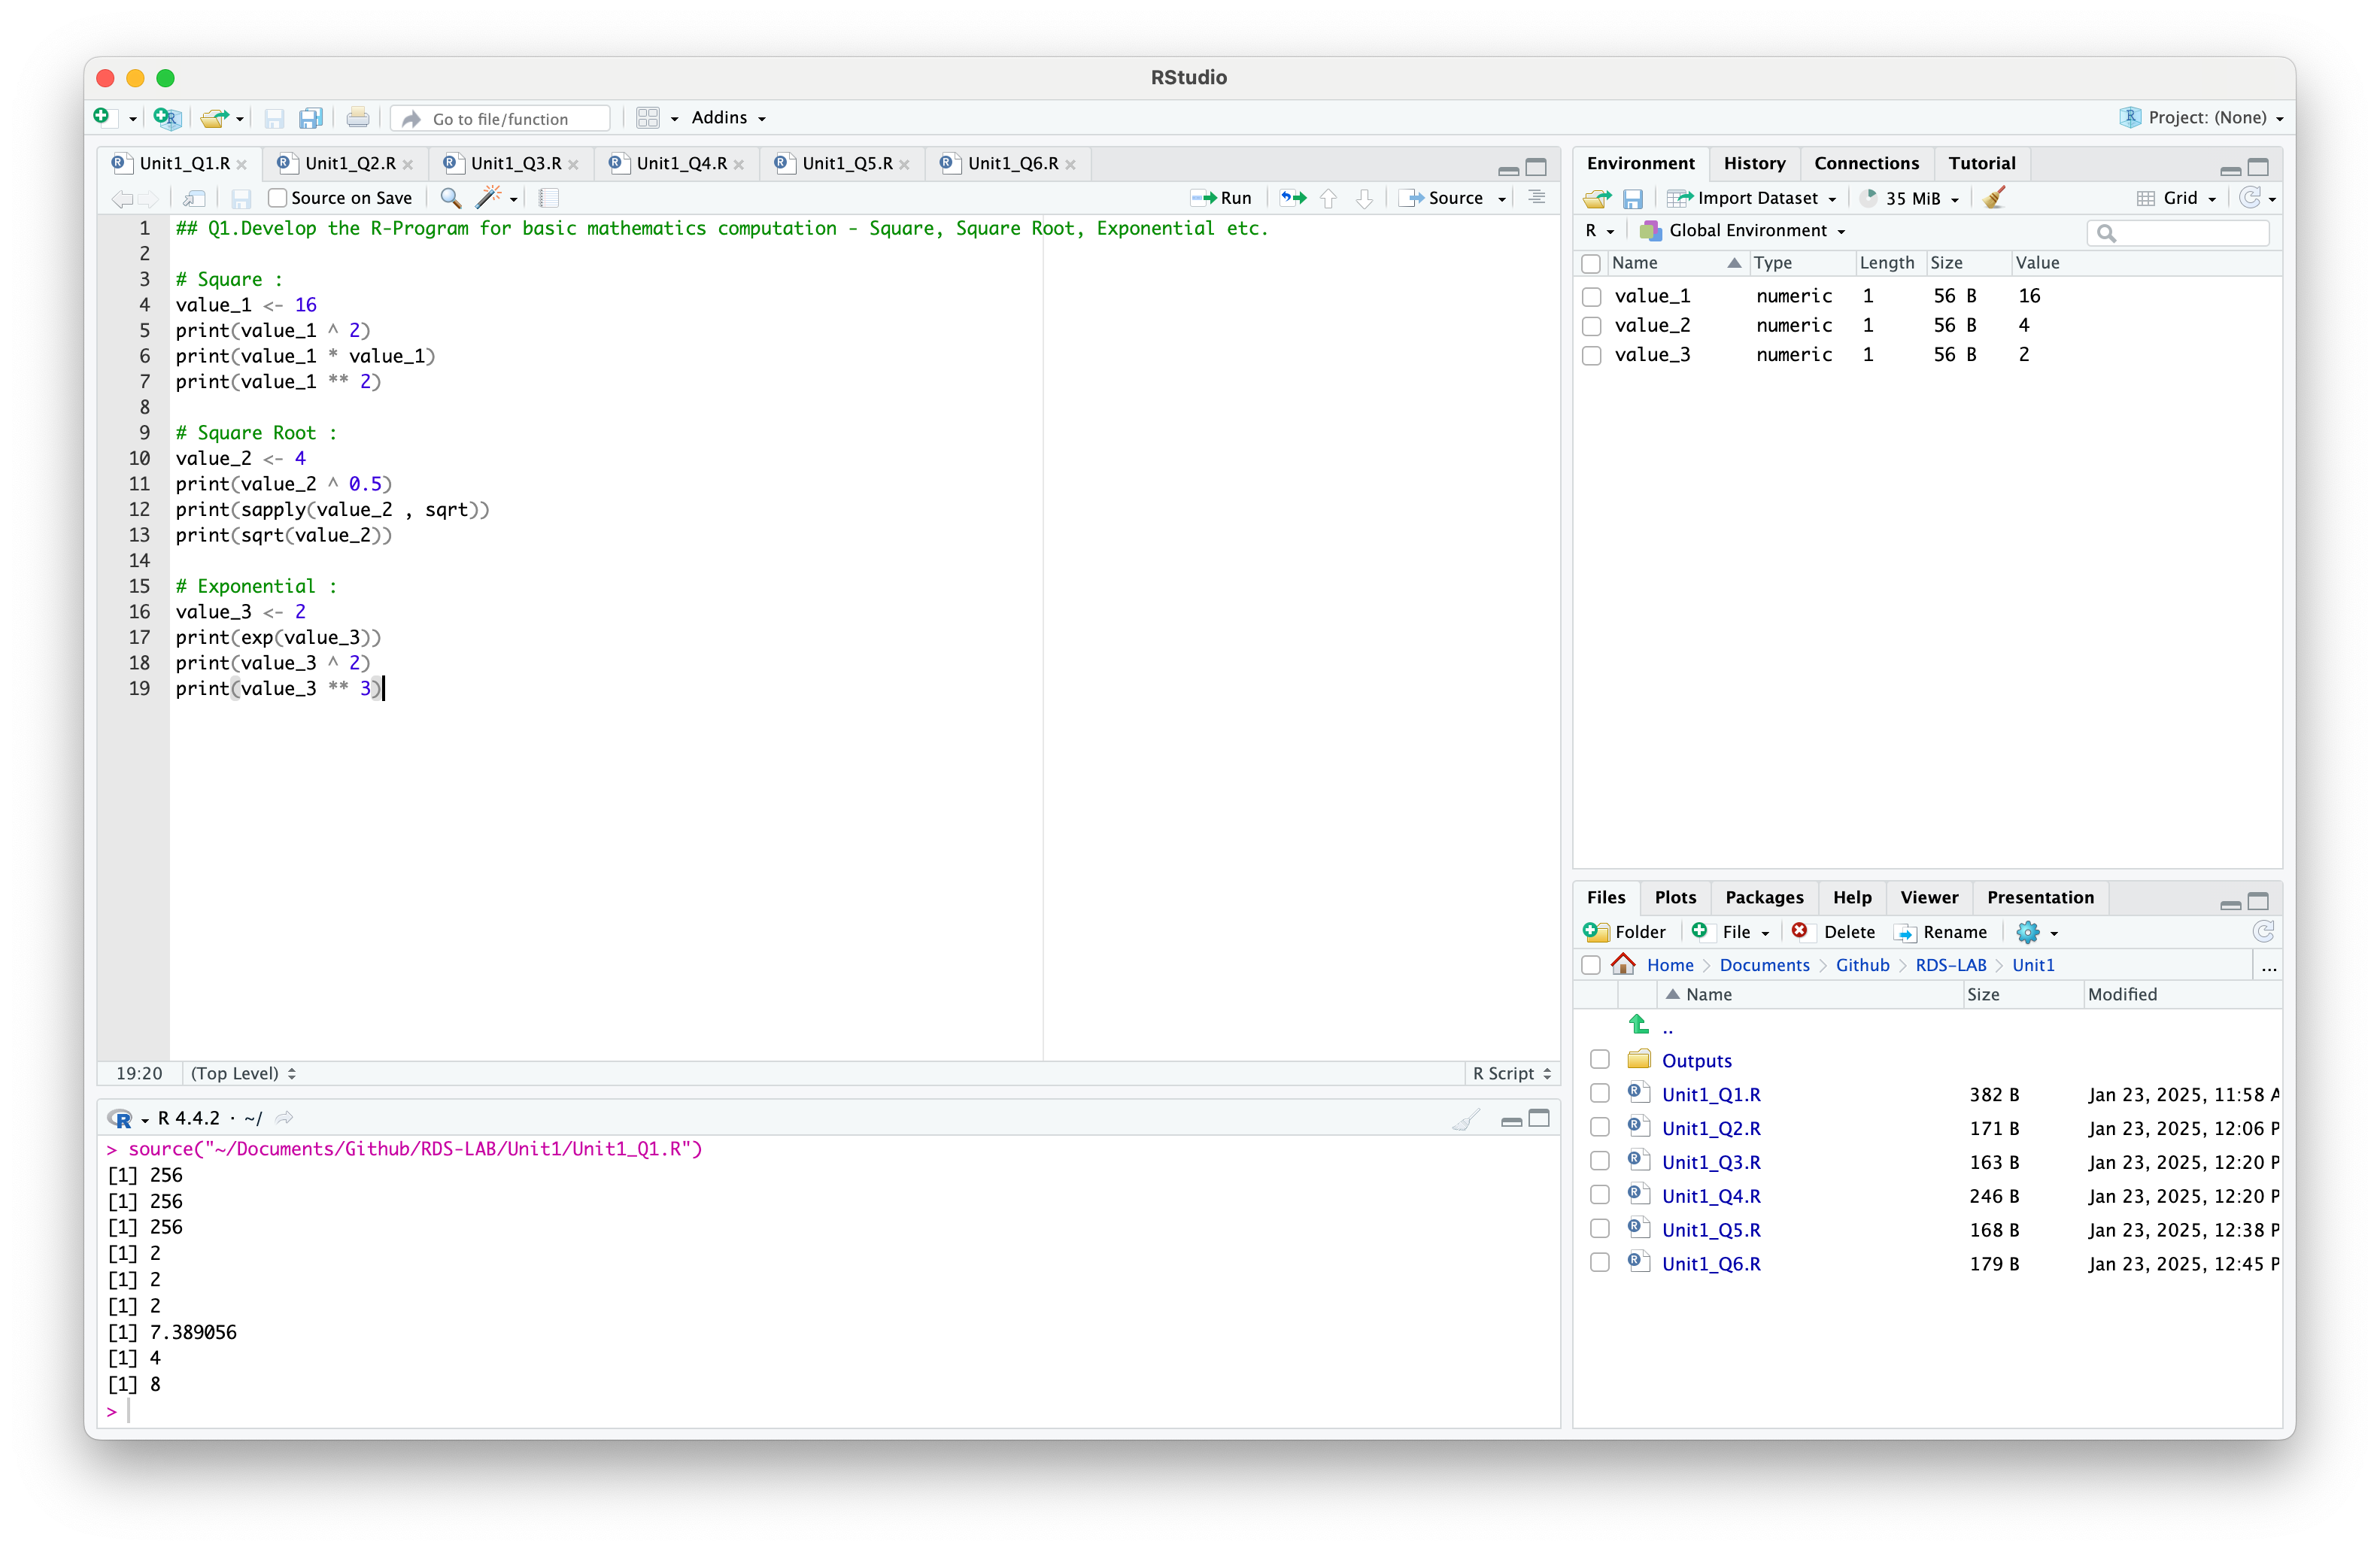 RStudio
Go to file/function
Addins
Project: (None)
Unit1_Q1.R
Unit1_Q2.R
Unit1_Q3.R
Unit1_Q4.R
Unit1_Q5.R
Unit1_Q6.R
Source on Save
Run
Source
1 ## Q1.Develop the R-Program for basic mathematics computation - Square, Square Root, Exponential etc.
2
3 # Square :
4 value_1 <- 16
5 print(value_1 ^ 2)
6 print(value_1 * value_1)
7 print(value_1 ** 2)
8
9 # Square Root :
10 value_2 <- 4
11 print(value_2 ^ 0.5)
12 print(sapply(value_2 , sqrt))
13 print(sqrt(value_2))
14
15 # Exponential :
16 value_3 <- 2
17 print(exp(value_3))
18 print(value_3 ^ 2)
19 print(value_3 ** 3)
19:20 (Top Level) R Script
R 4.4.2 · ~/
> source("~/Documents/Github/RDS-LAB/Unit1/Unit1_Q1.R")
[1] 256
[1] 256
[1] 256
[1] 2
[1] 2
[1] 2
[1] 7.389056
[1] 4
[1] 8
>
Environment History Connections Tutorial
Import Dataset 35 MiB Grid
R Global Environment
Name Type Length Size Value
value_1 numeric 1 56 B 16
value_2 numeric 1 56 B 4
value_3 numeric 1 56 B 2
Files Plots Packages Help Viewer Presentation
Folder File Delete Rename
Home Documents Github RDS-LAB Unit1 ...
Name Size Modified
..
Outputs
Unit1_Q1.R 382 B Jan 23, 2025, 11:58 A
Unit1_Q2.R 171 B Jan 23, 2025, 12:06 P
Unit1_Q3.R 163 B Jan 23, 2025, 12:20 P
Unit1_Q4.R 246 B Jan 23, 2025, 12:20 P
Unit1_Q5.R 168 B Jan 23, 2025, 12:38 P
Unit1_Q6.R 179 B Jan 23, 2025, 12:45 P